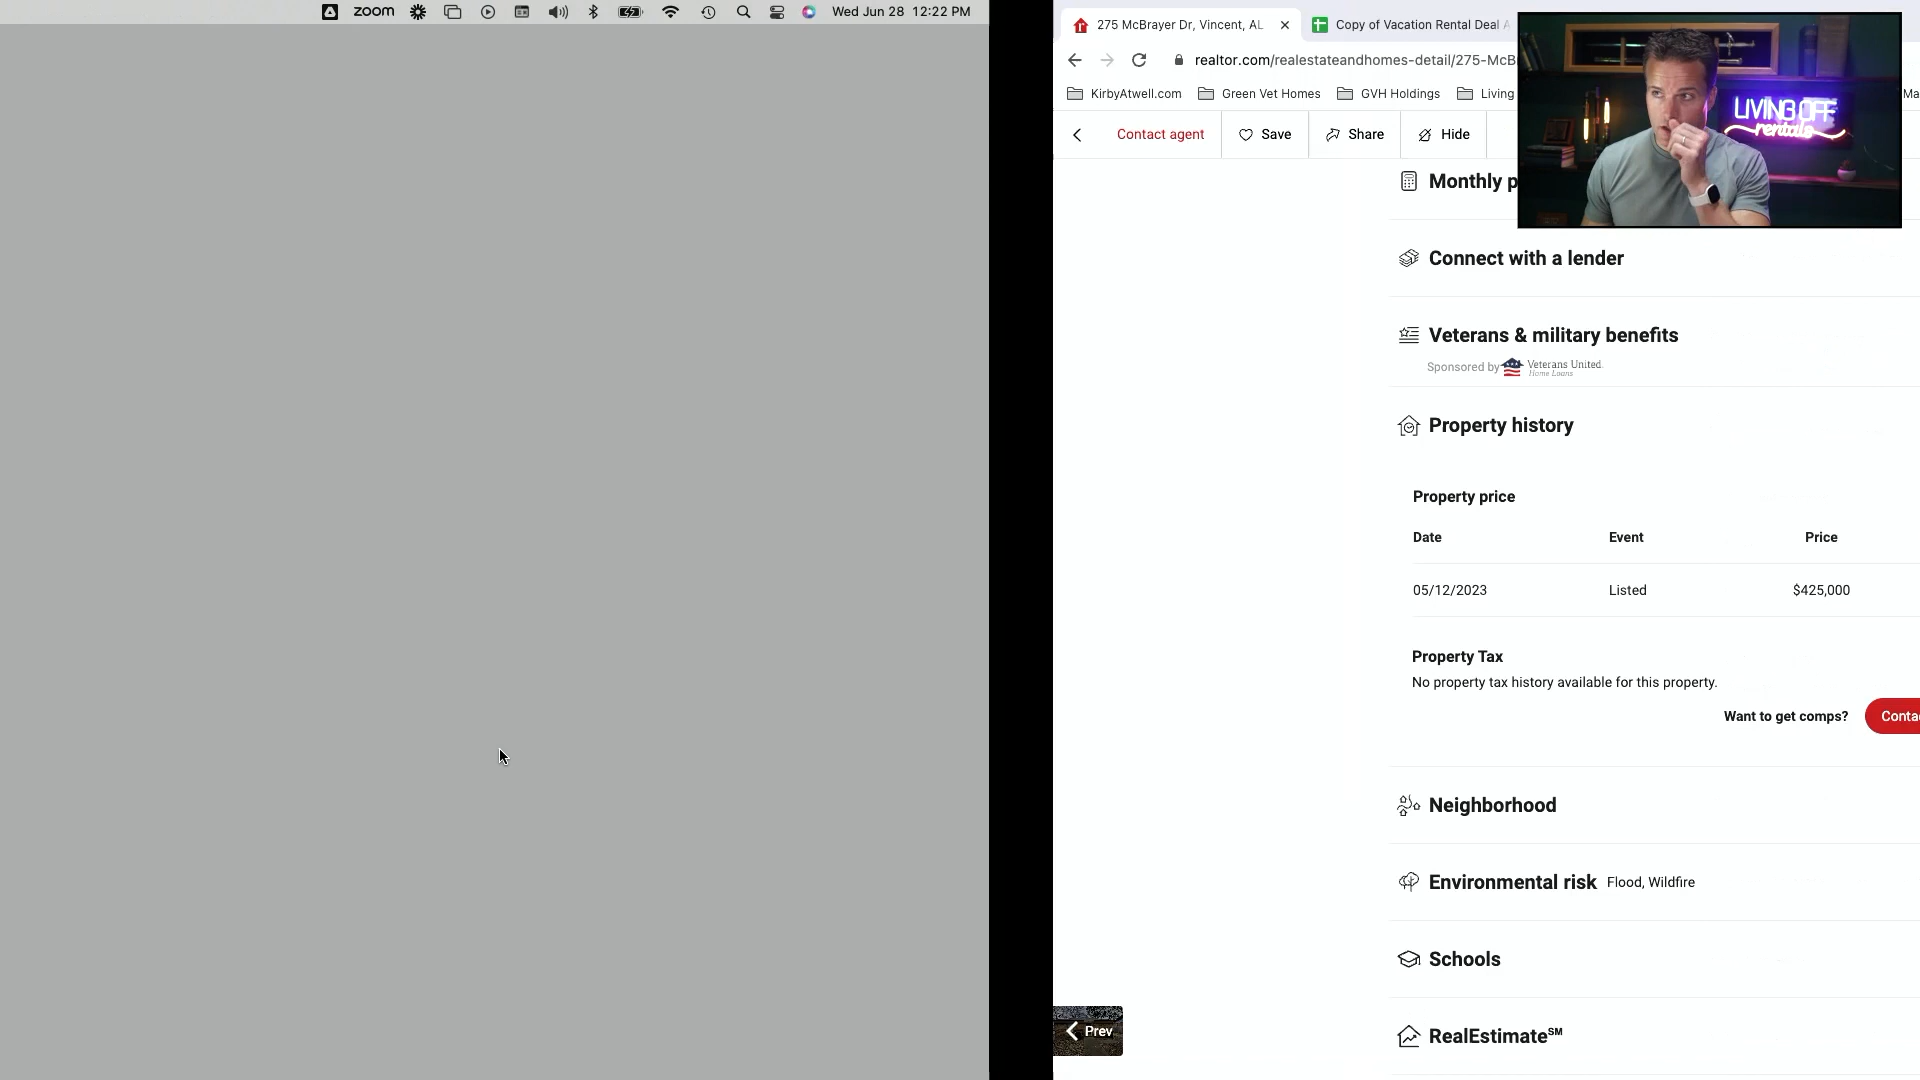 zoom
Wed Jun 28 12:22 PM
275 McBrayer Dr, Vincent, AL
Copy of Vacation Rental Deal
realtor.com/realestateandhomes-detail/275-McB
KirbyAtwell.com
Green Vet Homes
GVH Holdings
Living
Ma
LIVING OFF
rentals
Contact agent
Save
Share
Hide
Monthly p
Connect with a lender
Veterans & military benefits
Sponsored by Veterans United.
Home Loans
Property history
Property price
Date Event Price
05/12/2023 Listed $425,000
Property Tax
No property tax history available for this property.
Want to get comps? Conta
Neighborhood
Environmental risk Flood, Wildfire
Schools
Prev
RealEstimate℠